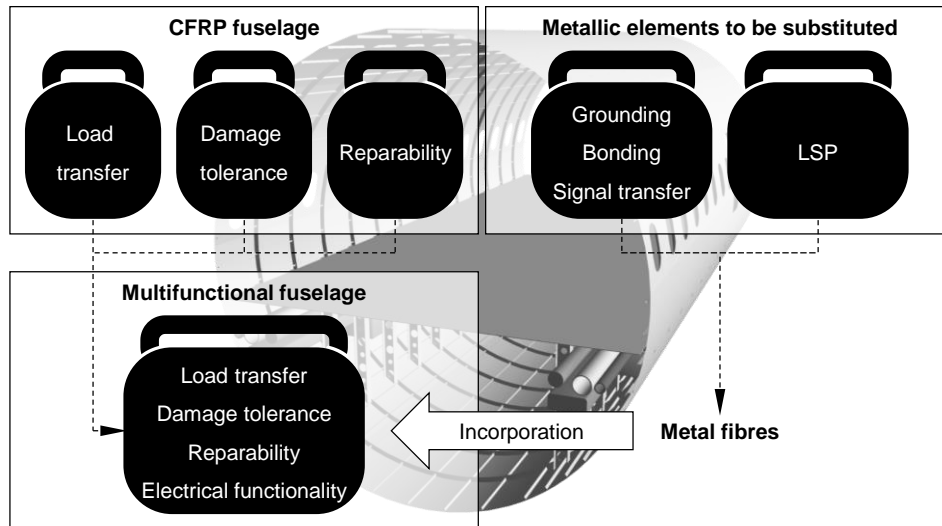 CFRP fuselage
Load
transfer
Damage
tolerance
Reparability
Metallic elements to be substituted
Grounding
Bonding
Signal transfer
LSP
Multifunctional fuselage
Load transfer
Damage tolerance
Reparability
Electrical functionality
Incorporation
Metal fibres